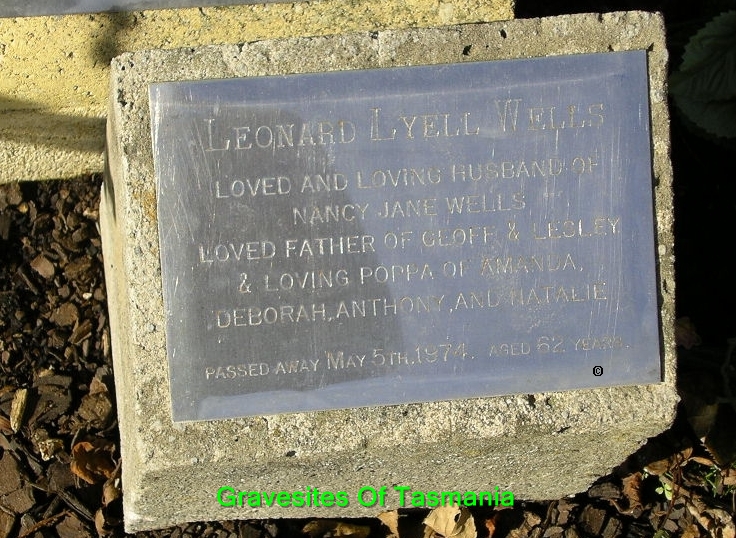 LEONARD LYELL WELLS
LOVED AND LOVING HUSBAND OF
NANCY JANE WELLS
LOVED FATHER OF GEOFF & LESLEY
& LOVING POPPA OF AMANDA,
DEBORAH, ANTHONY, AND NATALIE
PASSED AWAY MAY 5TH. 1974. AGED 62 YEARS.
©
Gravesites Of Tasmania